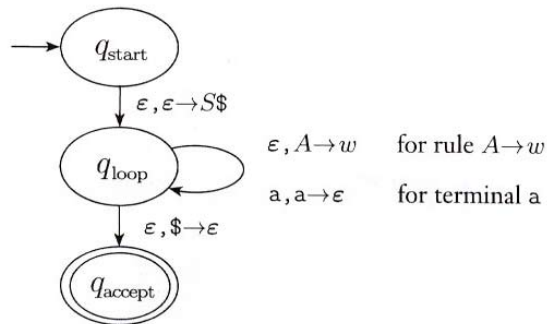 q_start
ε,ε→S$
q_loop
ε,A→w for rule A→w
a,a→ε for terminal a
ε,$→ε
q_accept